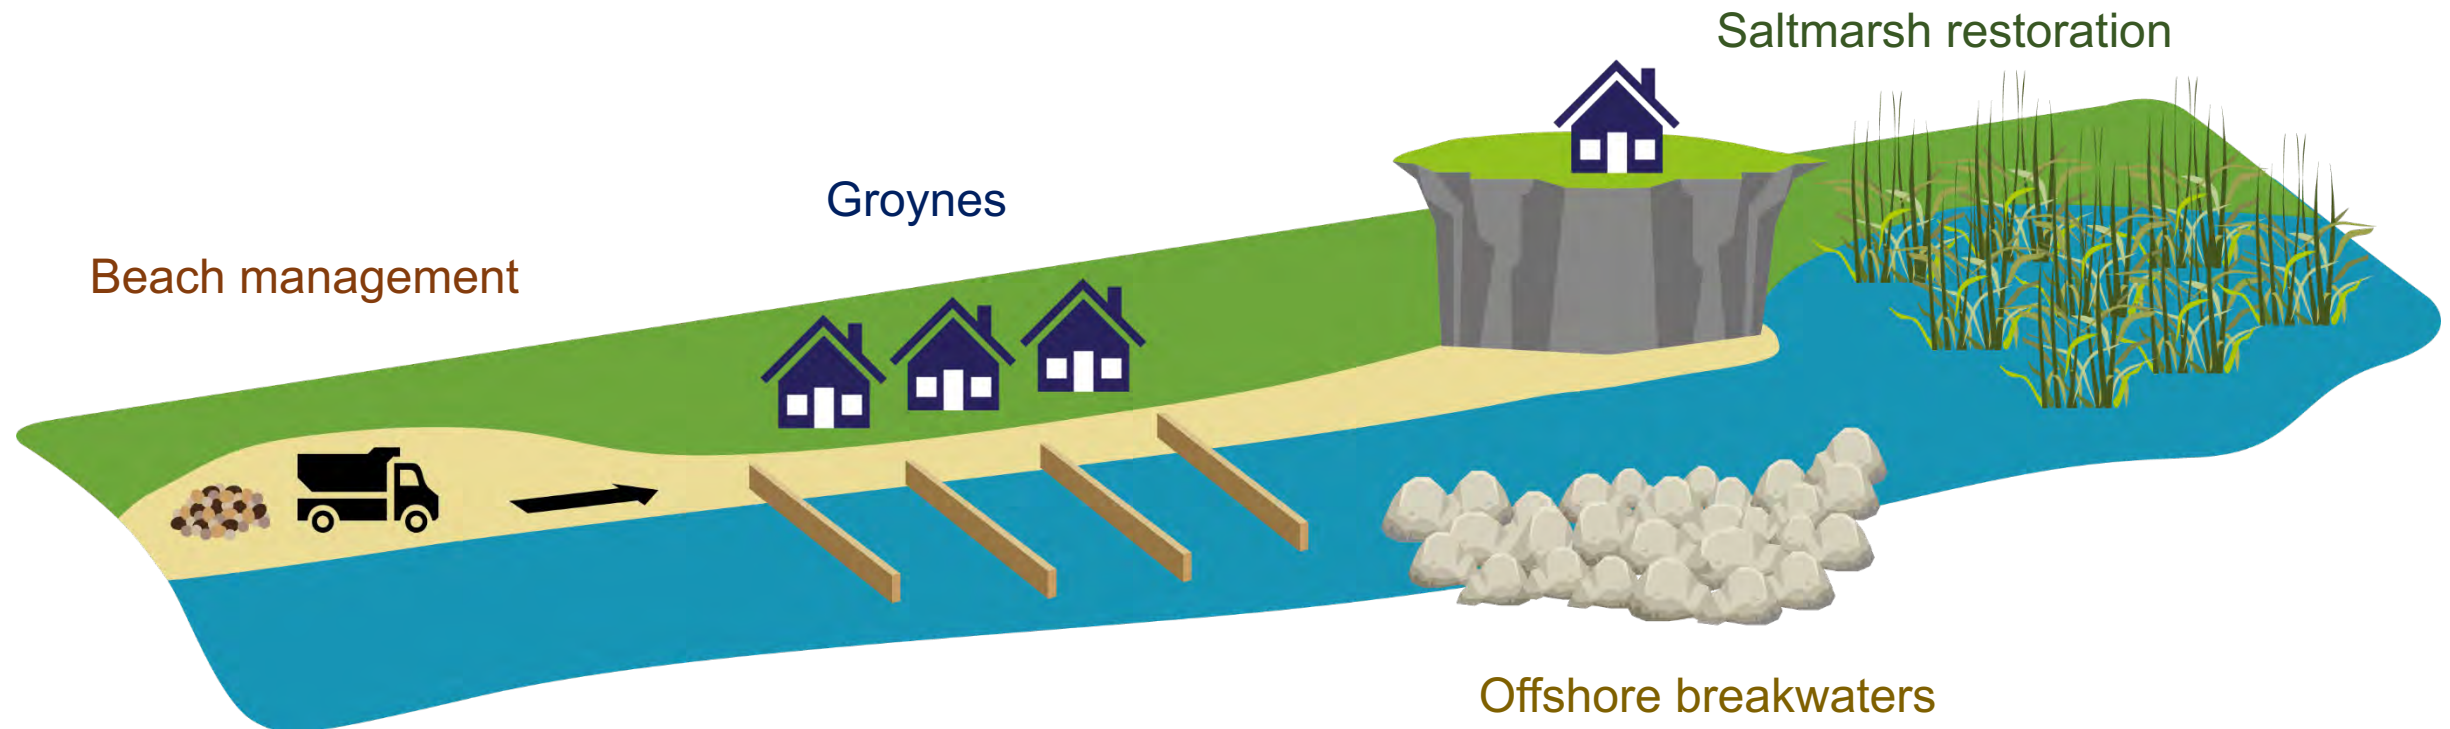 Saltmarsh restoration
Groynes
Beach management
Offshore breakwaters